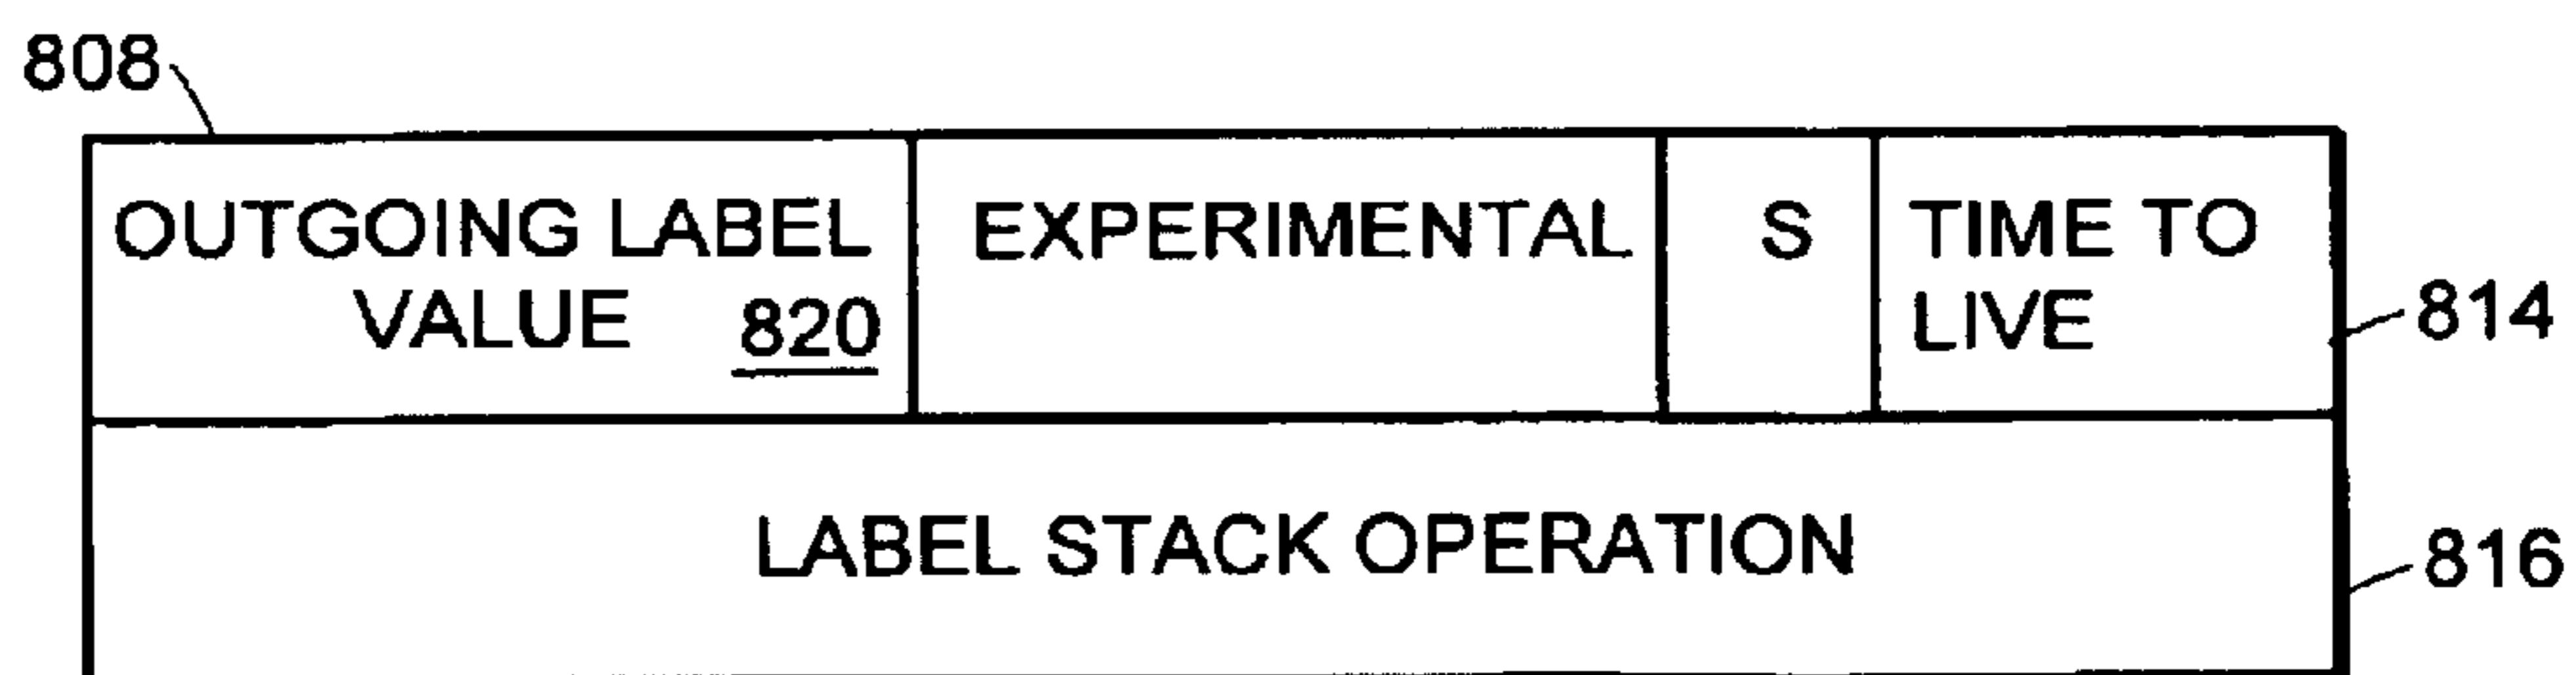 808
OUTGOING LABEL
VALUE 820
EXPERIMENTAL
S
TIME TO
LIVE
814
LABEL STACK OPERATION
816